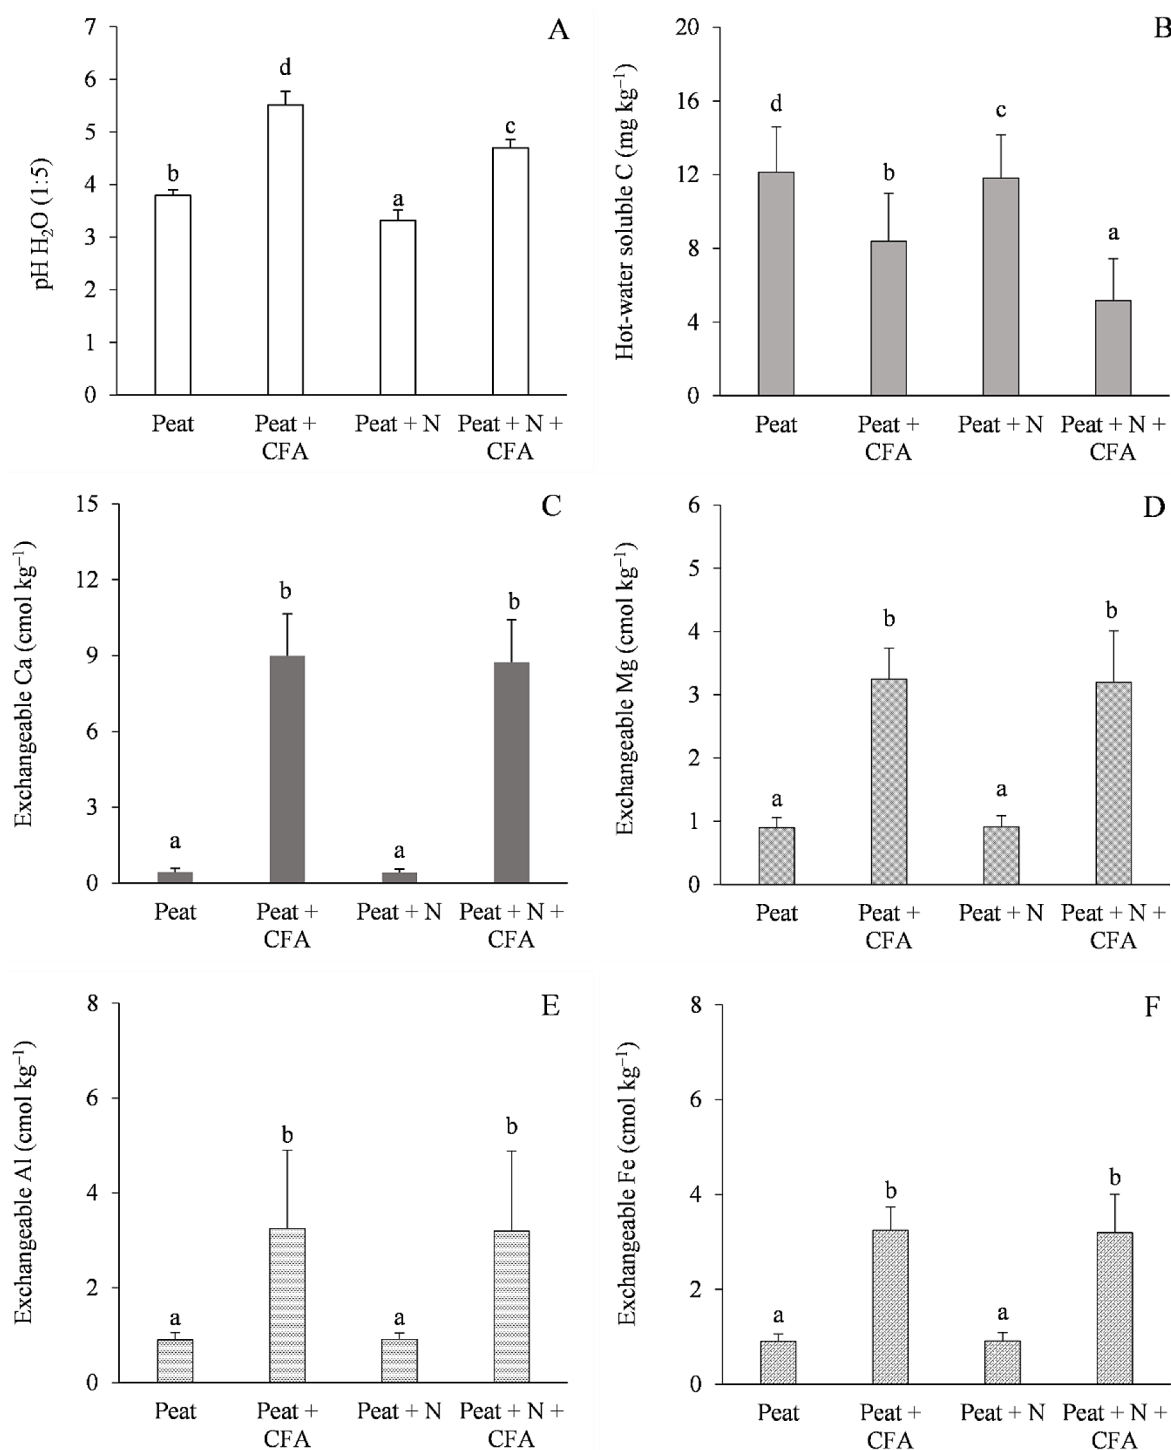 A
pH H₂O (1:5)
7
6
5
4
3
2
1
0
b
d
a
c
Peat
Peat +
CFA
Peat + N
Peat + N +
CFA
B
Hot-water soluble C (mg kg⁻¹)
20
16
12
8
4
0
d
b
c
a
Peat
Peat +
CFA
Peat + N
Peat + N +
CFA
C
Exchangeable Ca (cmol kg⁻¹)
15
12
9
6
3
0
a
b
a
b
Peat
Peat +
CFA
Peat + N
Peat + N +
CFA
D
Exchangeable Mg (cmol kg⁻¹)
6
5
4
3
2
1
0
a
b
a
b
Peat
Peat +
CFA
Peat + N
Peat + N +
CFA
E
Exchangeable Al (cmol kg⁻¹)
8
6
4
2
0
a
b
a
b
Peat
Peat +
CFA
Peat + N
Peat + N +
CFA
F
Exchangeable Fe (cmol kg⁻¹)
8
6
4
2
0
a
b
a
b
Peat
Peat +
CFA
Peat + N
Peat + N +
CFA